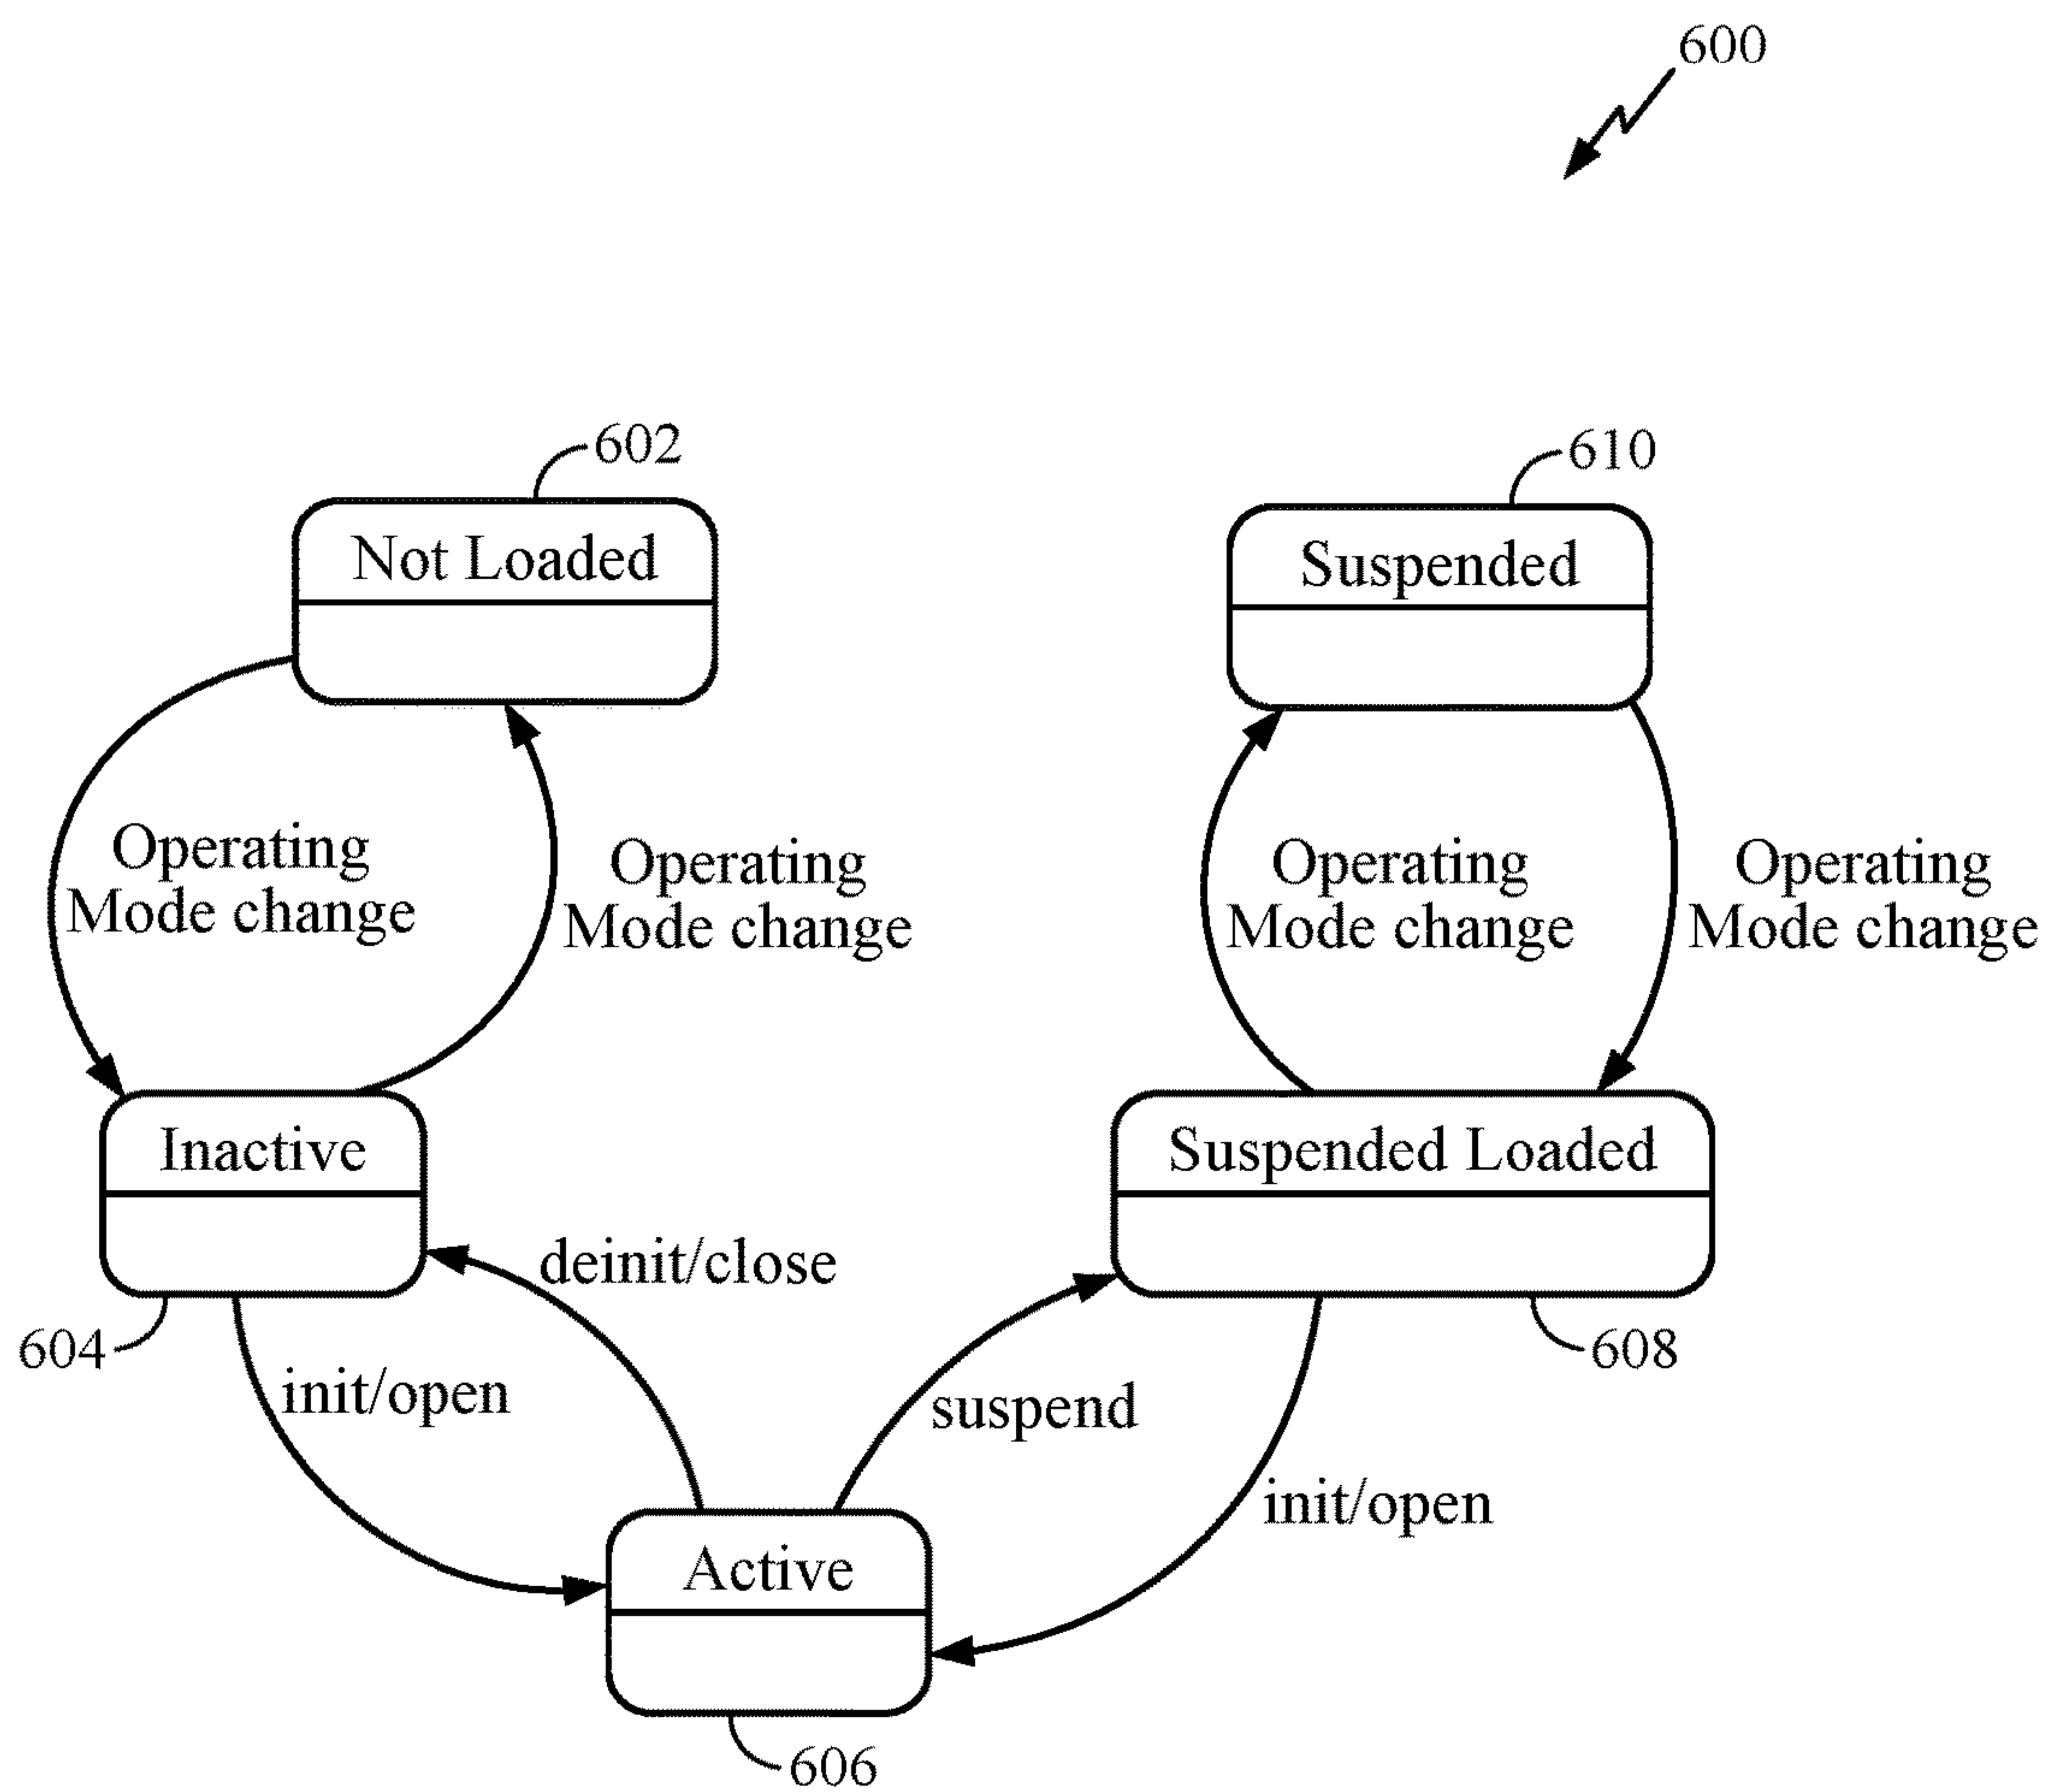 600
602
610
Not Loaded
Suspended
Operating
Mode change
Operating
Mode change
Operating
Mode change
Operating
Mode change
Inactive
Suspended Loaded
deinit/close
604
608
init/open
suspend
init/open
Active
606